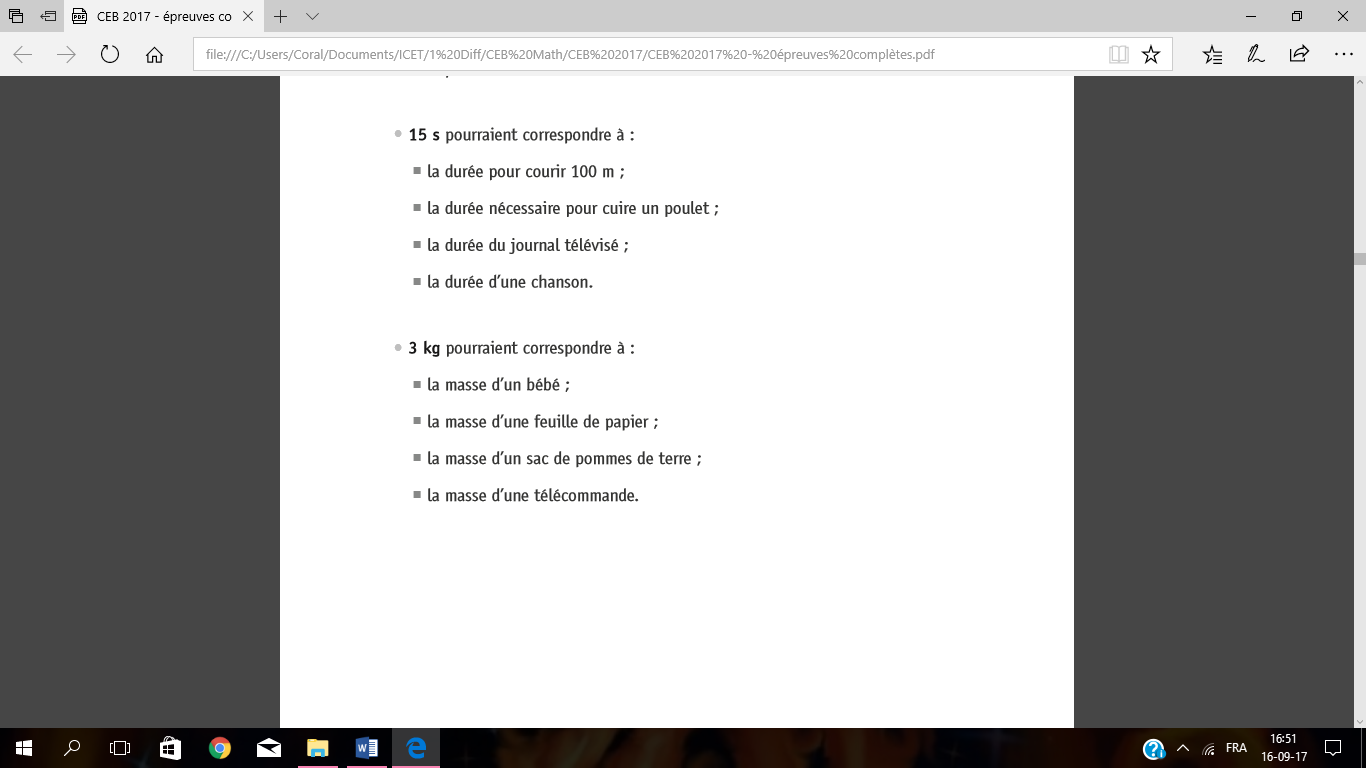 CEB 2017 - épreuves co
file:///C:/Users/Coral/Documents/ICET/1%20Diff/CEB%20Math/CEB%202017/CEB%202017%20-%20épreuves%20complètes.pdf
15 s pourraient correspondre à :
la durée pour courir 100 m ;
la durée nécessaire pour cuire un poulet ;
la durée du journal télévisé ;
la durée d'une chanson.
3 kg pourraient correspondre à :
la masse d'un bébé ;
la masse d'une feuille de papier ;
la masse d'un sac de pommes de terre ;
la masse d'une télécommande.
FRA
16:51
16-09-17